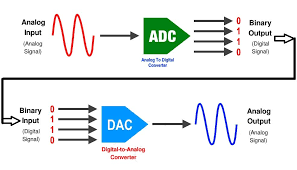 Analog
Input
(Analog
Signal)
ADC
Analog To Digital
Converter
0
1
1
0
Binary
Output
(Digital
Signal)
Binary
Input
(Digital
Signal)
0
1
1
0
DAC
Digital-to-Analog
Converter
Analog
Output
(Analog
Signal)